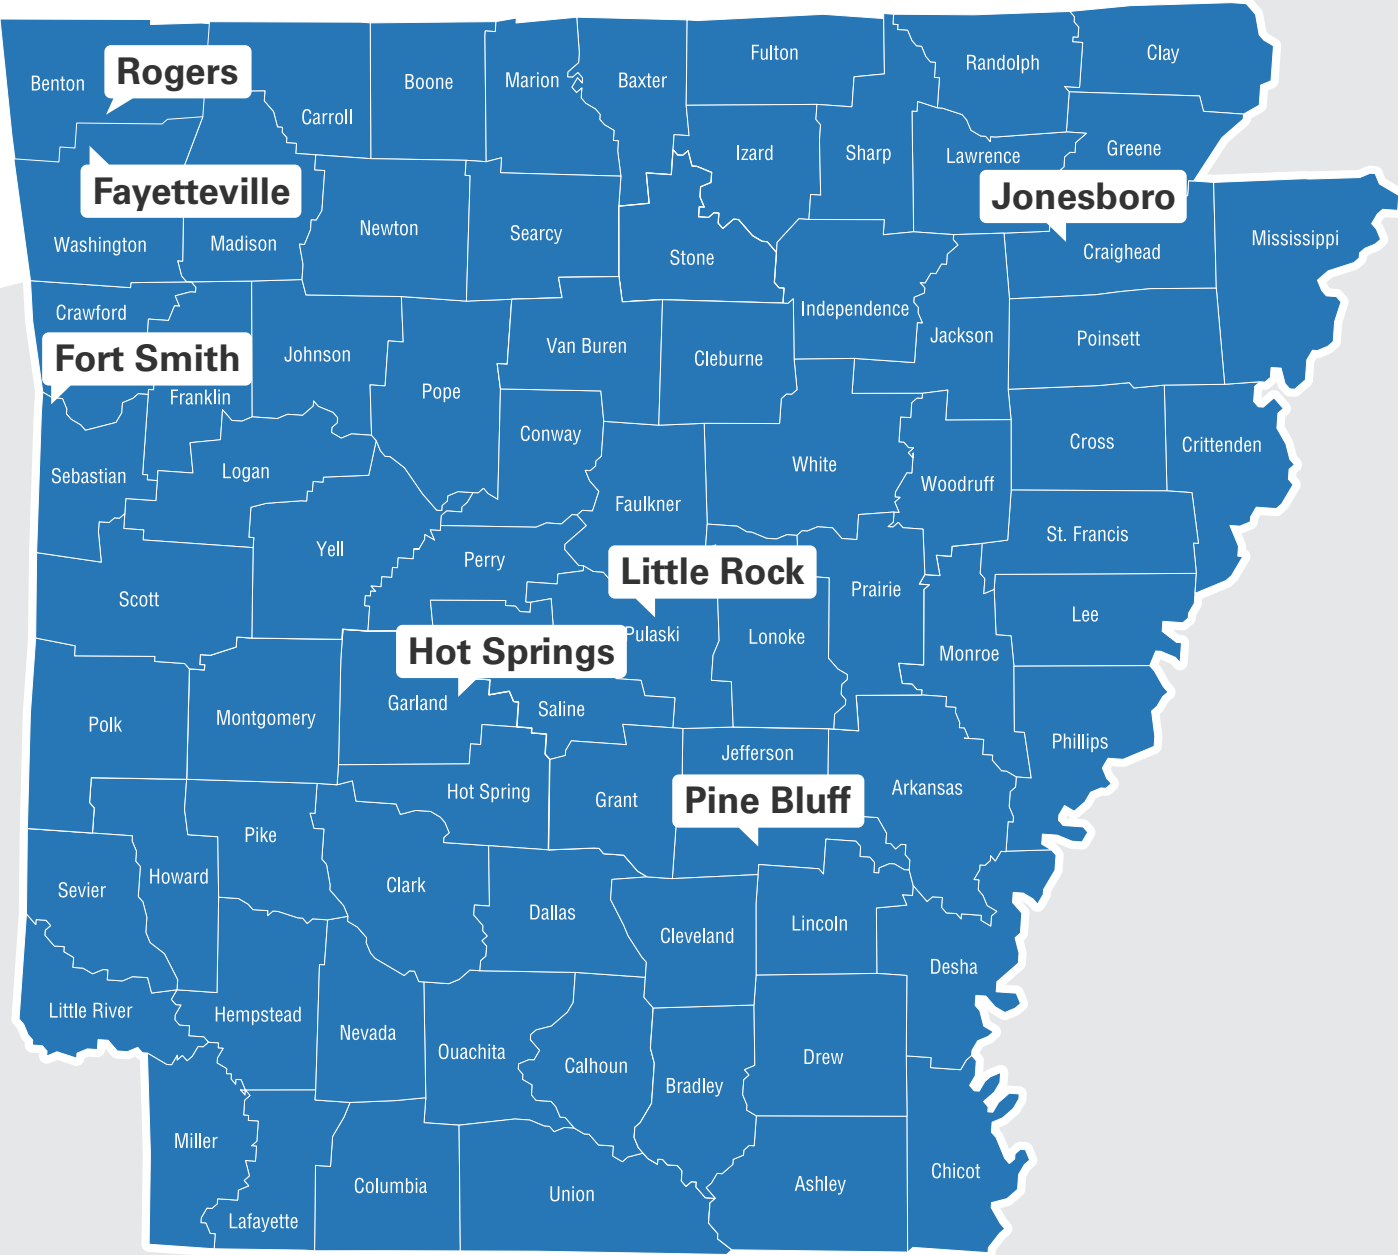 Benton
Rogers
Carroll
Boone
Marion
Baxter
Fulton
Randolph
Clay
Izard
Sharp
Lawrence
Greene
Fayetteville
Jonesboro
Washington
Madison
Newton
Searcy
Stone
Craighead
Mississippi
Crawford
Independence
Fort Smith
Johnson
Van Buren
Cleburne
Jackson
Poinsett
Franklin
Pope
Conway
Cross
Crittenden
Sebastian
Logan
White
Woodruff
Faulkner
St. Francis
Yell
Perry
Little Rock
Prairie
Scott
Pulaski
Lonoke
Lee
Hot Springs
Monroe
Garland
Saline
Polk
Montgomery
Phillips
Jefferson
Hot Spring
Grant
Pine Bluff
Arkansas
Pike
Sevier
Howard
Clark
Dallas
Cleveland
Lincoln
Desha
Little River
Hempstead
Nevada
Ouachita
Calhoun
Bradley
Drew
Miller
Columbia
Union
Ashley
Chicot
Lafayette